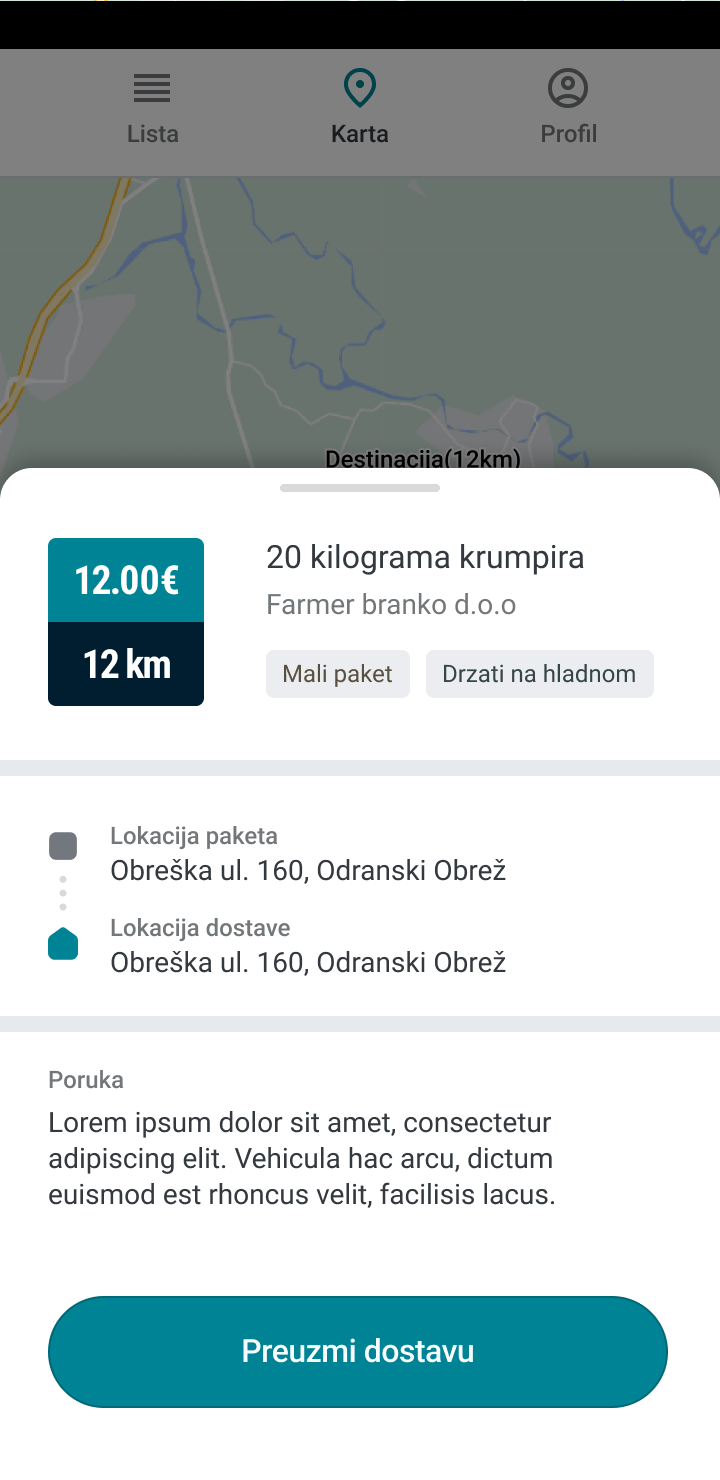 Lista
Karta
Profil
Destinacija(12km)
12.00€
12 km
20 kilograma krumpira
Farmer branko d.o.o
Mali paket
Drzati na hladnom
Lokacija paketa
Obreška ul. 160, Odranski Obrež
Lokacija dostave
Obreška ul. 160, Odranski Obrež
Poruka
Lorem ipsum dolor sit amet, consectetur
adipiscing elit. Vehicula hac arcu, dictum
euismod est rhoncus velit, facilisis lacus.
Preuzmi dostavu